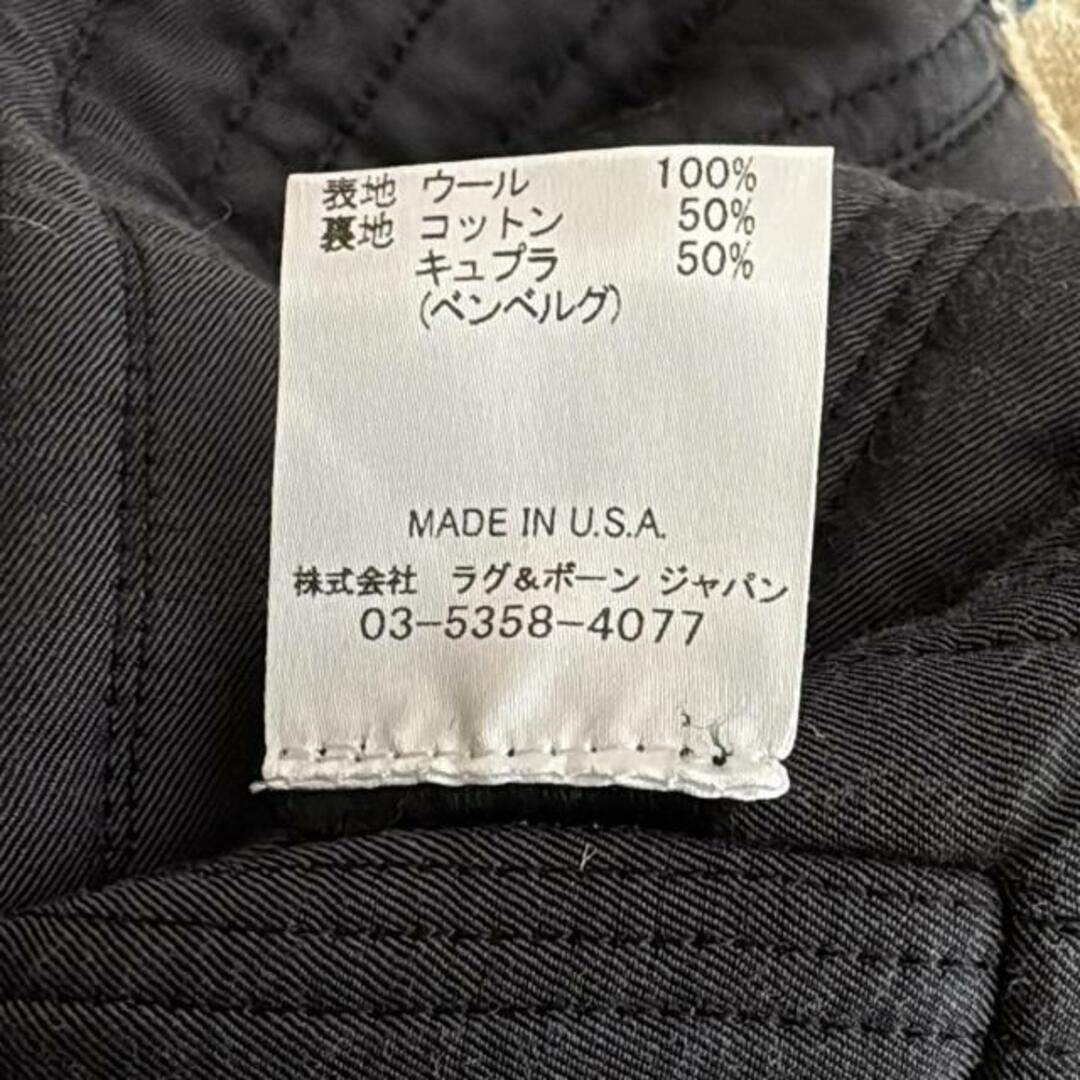 表地 ウール 100%
裏地 コットン 50%
キュプラ 50%
(ベンベルグ)
MADE IN U.S.A.
株式会社 ラグ&ボーン ジャパン
03-5358-4077